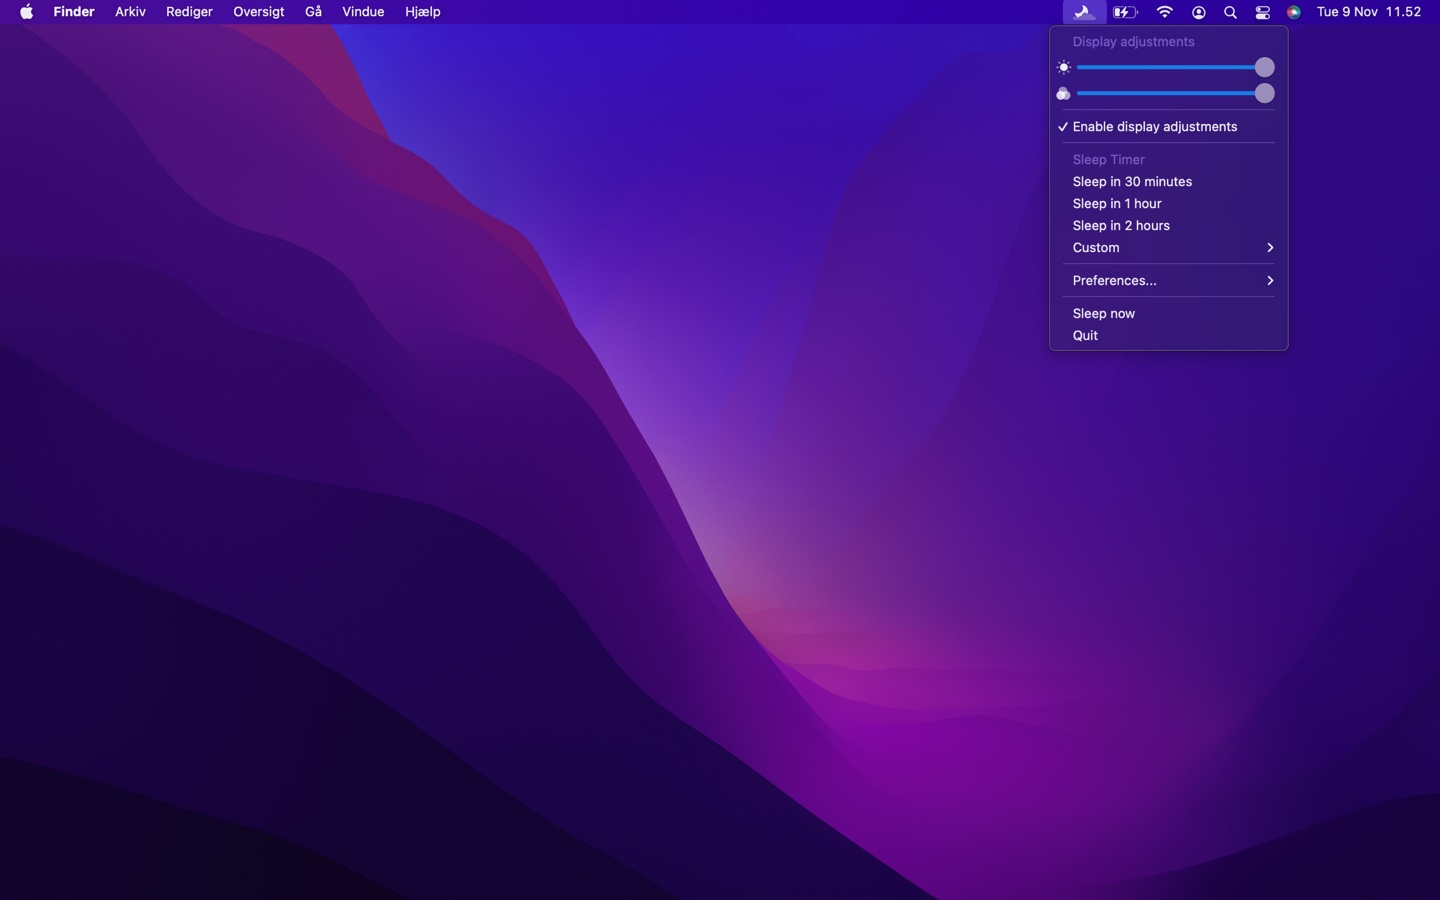 Finder Arkiv Rediger Oversigt Gå Vindue Hjælp Tue 9 Nov 11.52
Display adjustments
Enable display adjustments
Sleep Timer
Sleep in 30 minutes
Sleep in 1 hour
Sleep in 2 hours
Custom
Preferences...
Sleep now
Quit